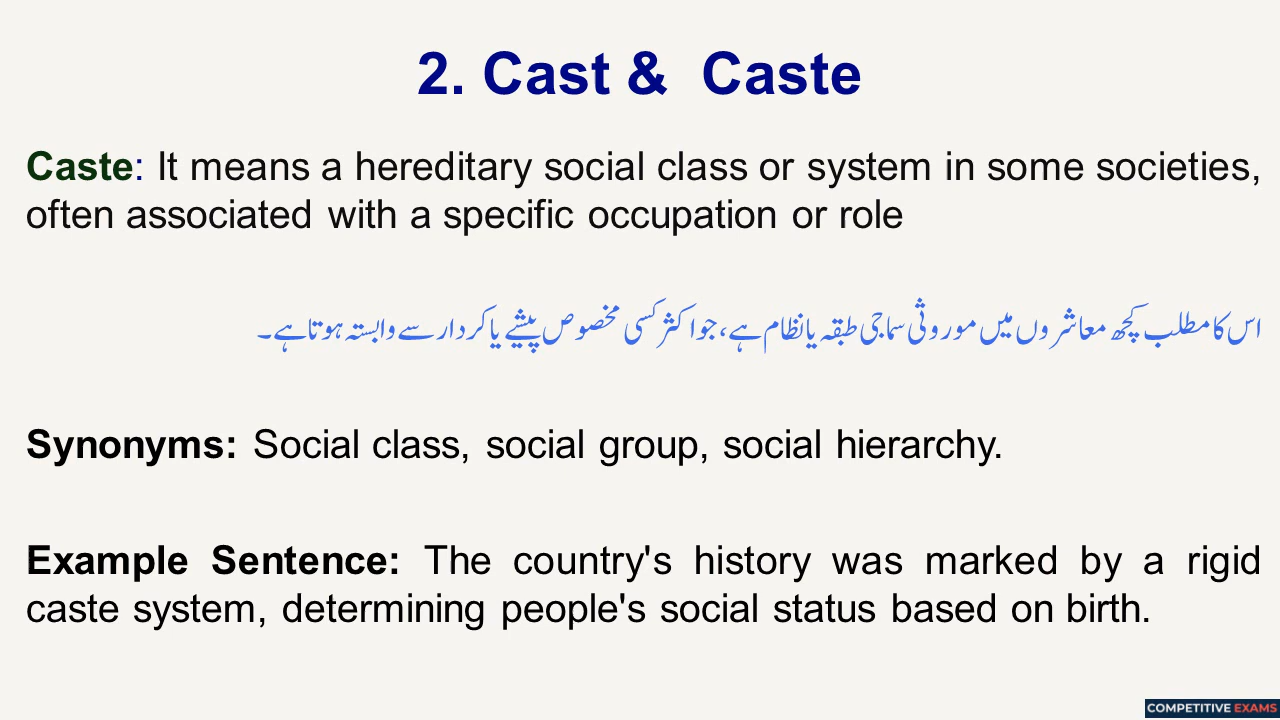 2. Cast & Caste
Caste: It means a hereditary social class or system in some societies,
often associated with a specific occupation or role
اس کا مطلب کچھ معاشروں میں موروثی سماجی طبقہ یا نظام ہے، جو اکثر کسی مخصوص پیشے یا کردار سے وابستہ ہوتا ہے۔
Synonyms: Social class, social group, social hierarchy.
Example Sentence: The country's history was marked by a rigid
caste system, determining people's social status based on birth.
COMPETITIVE EXAMS